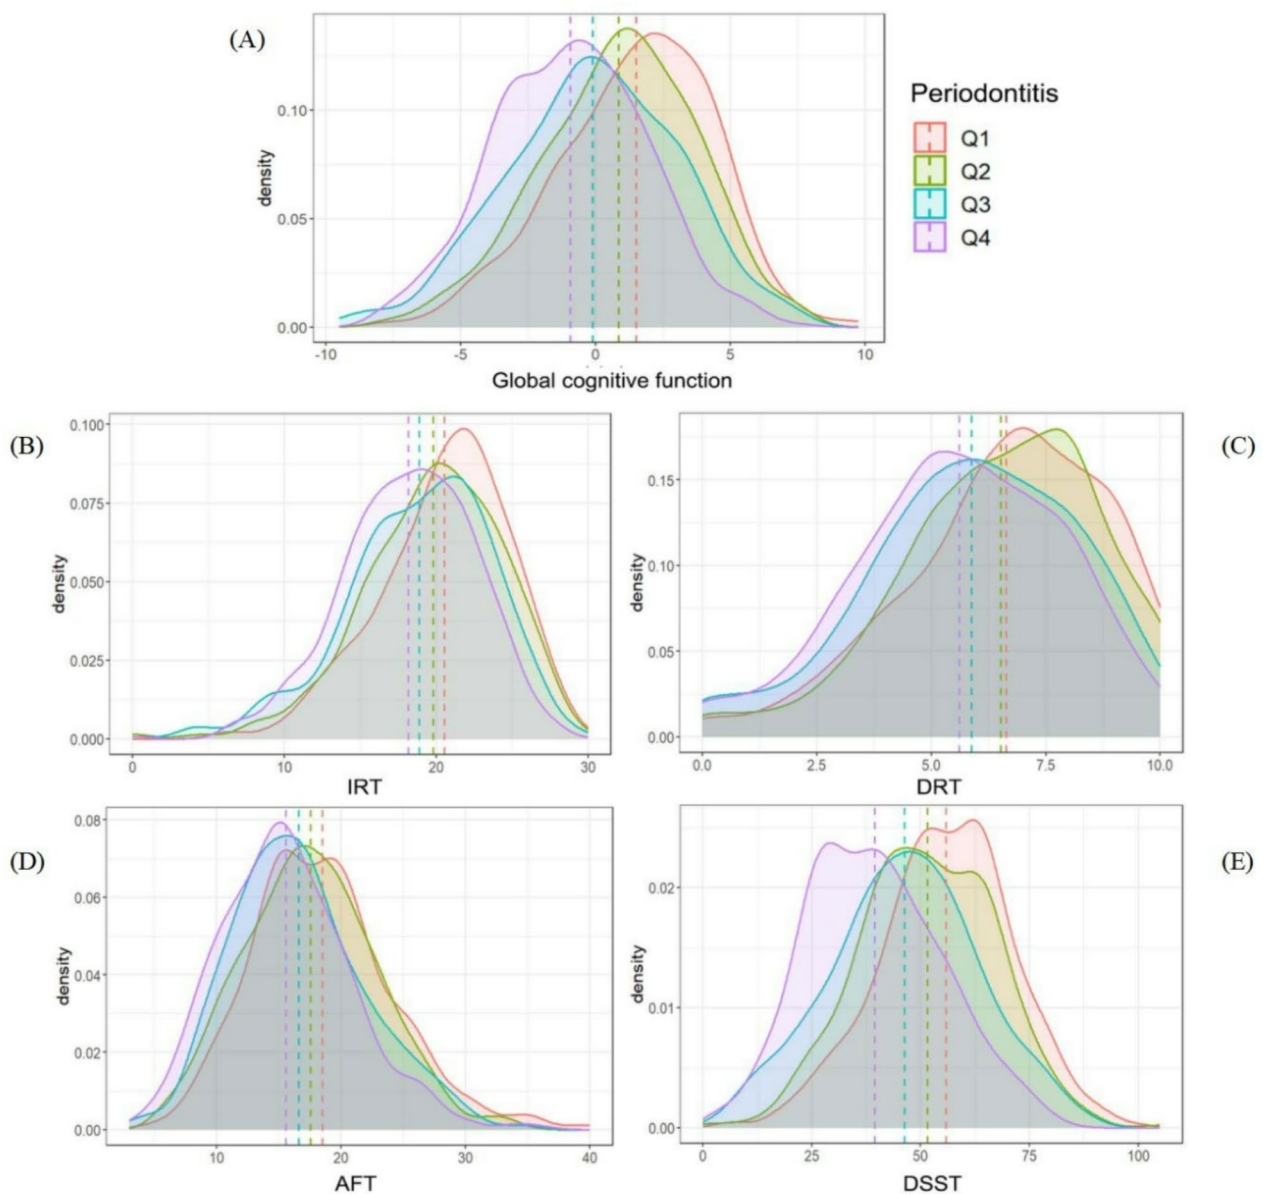 (A)
density
0.10
0.05
0.00
-10
-5
0
5
10
Global cognitive function
Periodontitis
Q1
Q2
Q3
Q4
(B)
density
0.100
0.075
0.050
0.025
0.000
0
10
20
30
IRT
(C)
density
0.15
0.10
0.05
0.00
0.0
2.5
5.0
7.5
10.0
DRT
(D)
density
0.08
0.06
0.04
0.02
0.00
10
20
30
40
AFT
(E)
density
0.02
0.01
0.00
0
25
50
75
100
DSST